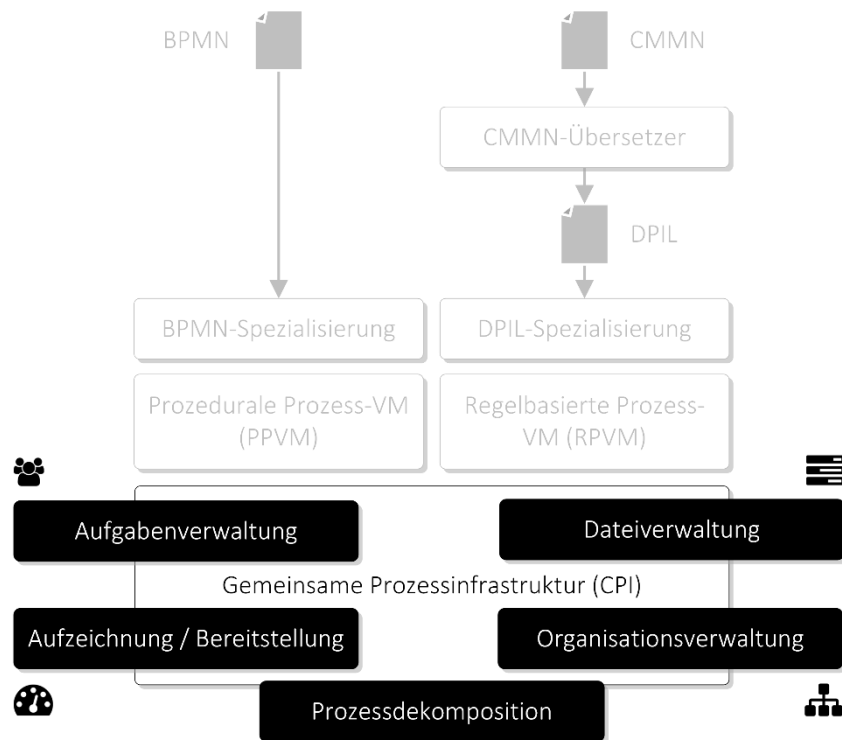 BPMN
CMMN
CMMN-Übersetzer
DPIL
BPMN-Spezialisierung
DPIL-Spezialisierung
Prozedurale Prozess-VM
(PPVM)
Regelbasierte Prozess-
VM (RPVM)
Aufgabenverwaltung
Dateiverwaltung
Gemeinsame Prozessinfrastruktur (CPI)
Aufzeichnung / Bereitstellung
Organisationsverwaltung
Prozessdekomposition